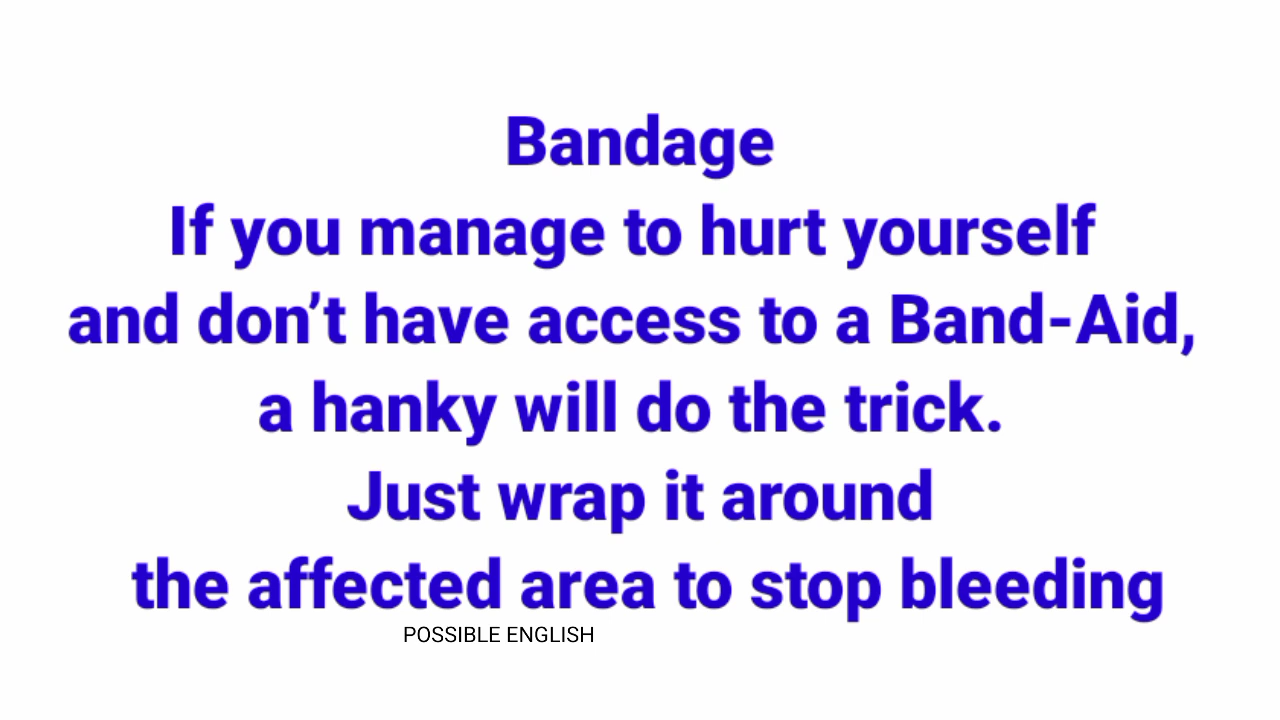 Bandage
If you manage to hurt yourself
and don’t have access to a Band-Aid,
a hanky will do the trick.
Just wrap it around
the affected area to stop bleeding
POSSIBLE ENGLISH